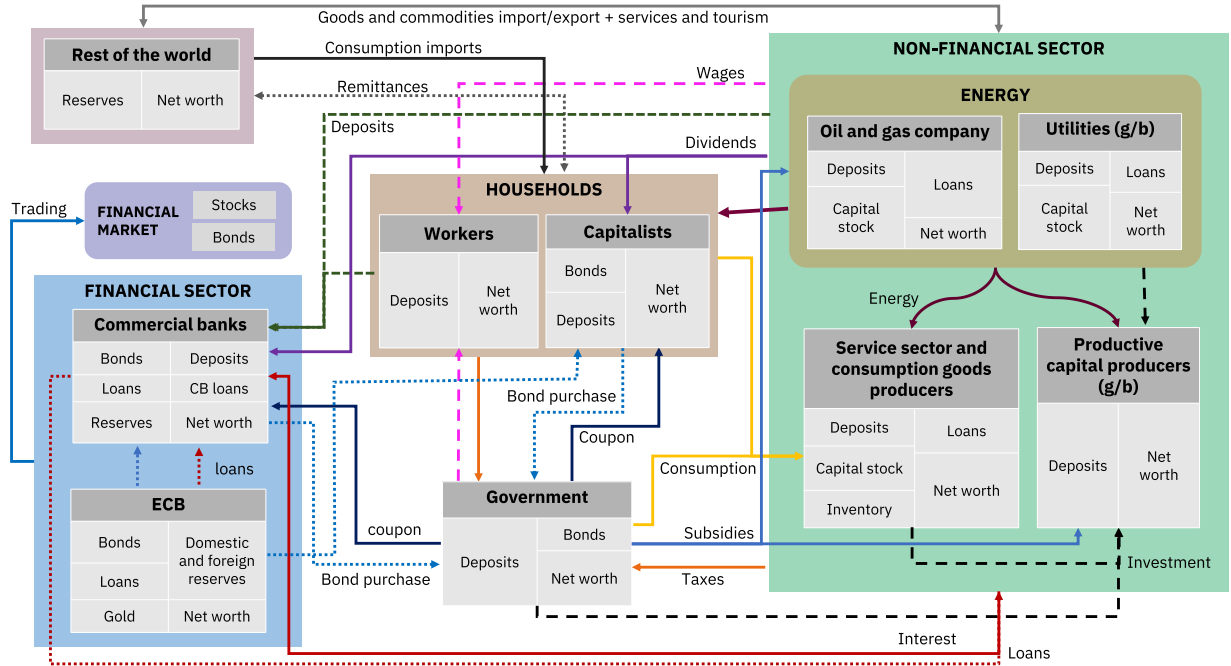 Goods and commodities import/export + services and tourism
Rest of the world
Reserves
Net worth
Consumption imports
Remittances
Wages
Deposits
Dividends
Trading
FINANCIAL
MARKET
Stocks
Bonds
FINANCIAL SECTOR
Commercial banks
Bonds
Deposits
Loans
CB loans
Reserves
Net worth
loans
ECB
Bonds
Domestic
and foreign
reserves
Loans
Gold
Net worth
HOUSEHOLDS
Workers
Deposits
Net
worth
Capitalists
Bonds
Deposits
Net
worth
Bond purchase
Coupon
Consumption
coupon
Bond purchase
Government
Deposits
Bonds
Net worth
Subsidies
Taxes
NON-FINANCIAL SECTOR
ENERGY
Oil and gas company
Deposits
Capital
stock
Loans
Net worth
Utilities (g/b)
Deposits
Capital
stock
Loans
Net
worth
Energy
Service sector and
consumption goods
producers
Deposits
Capital stock
Inventory
Loans
Net worth
Productive
capital producers
(g/b)
Deposits
Net
worth
Investment
Interest
Loans